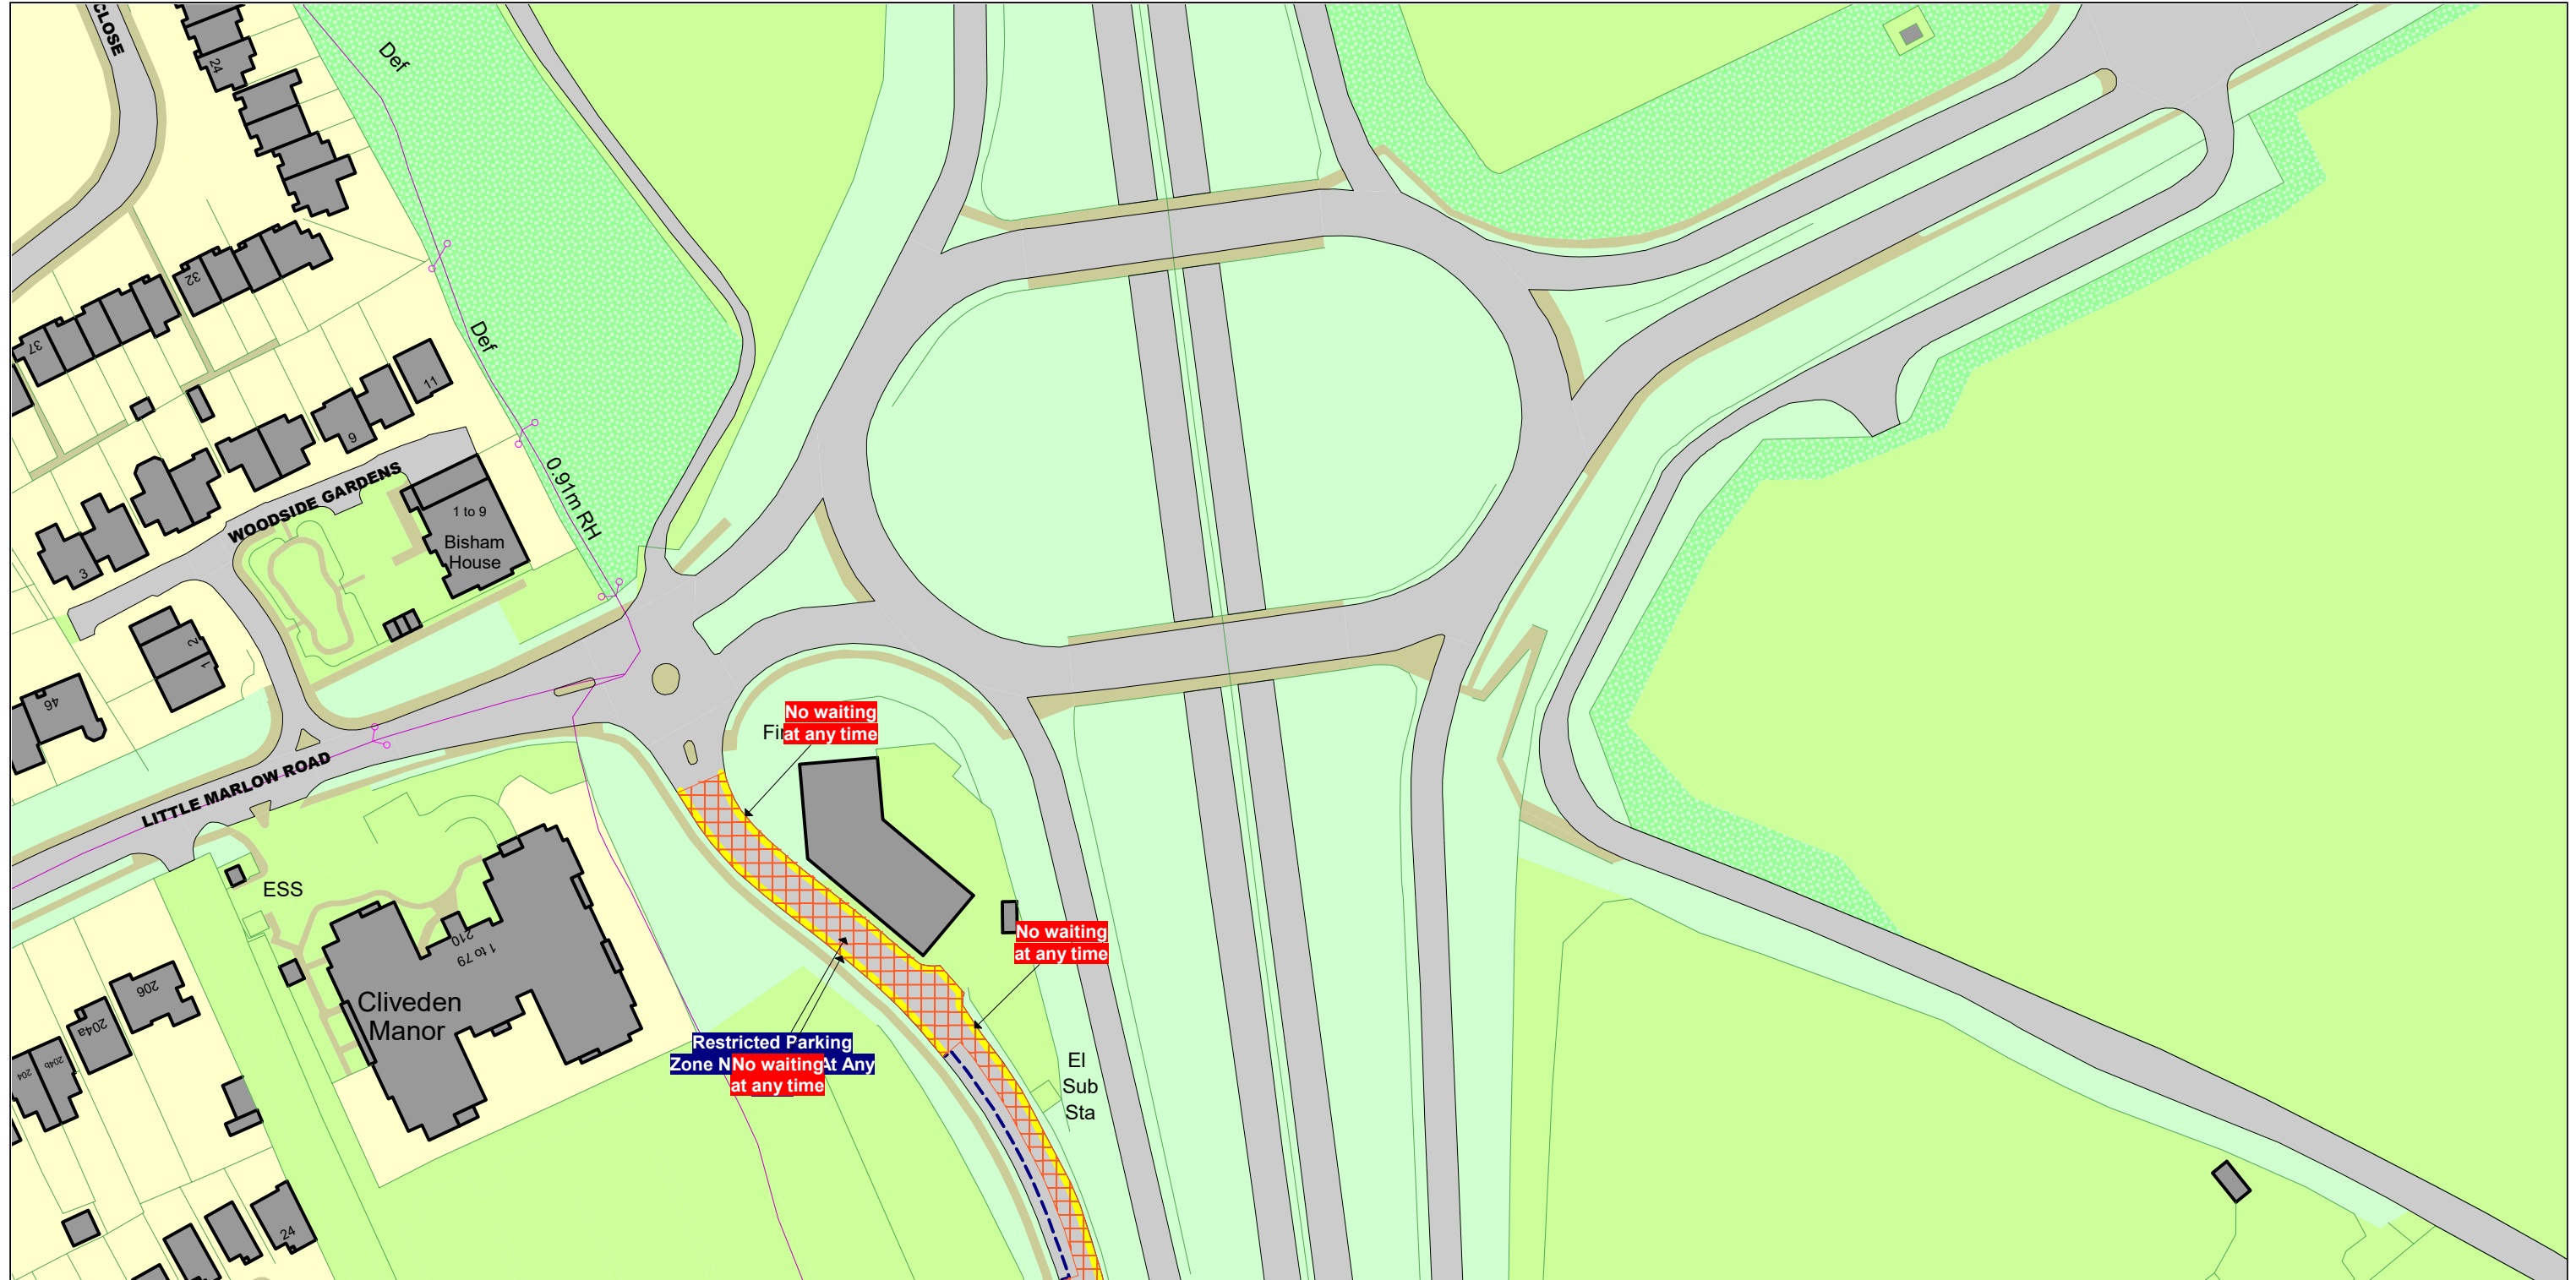 CLOSE
24
Def
32
37
Def
11
9
WOODSIDE GARDENS
0.91m RH
1 to 9
Bisham
House
3
2
1
46
No waiting
at any time
Fir
LITTLE MARLOW ROAD
ESS
No waiting
at any time
210
1 to 79
Cliveden
Manor
206
204a
204b
204
Restricted Parking
Zone N
At Any
No waiting
at any time
El
Sub
Sta
24